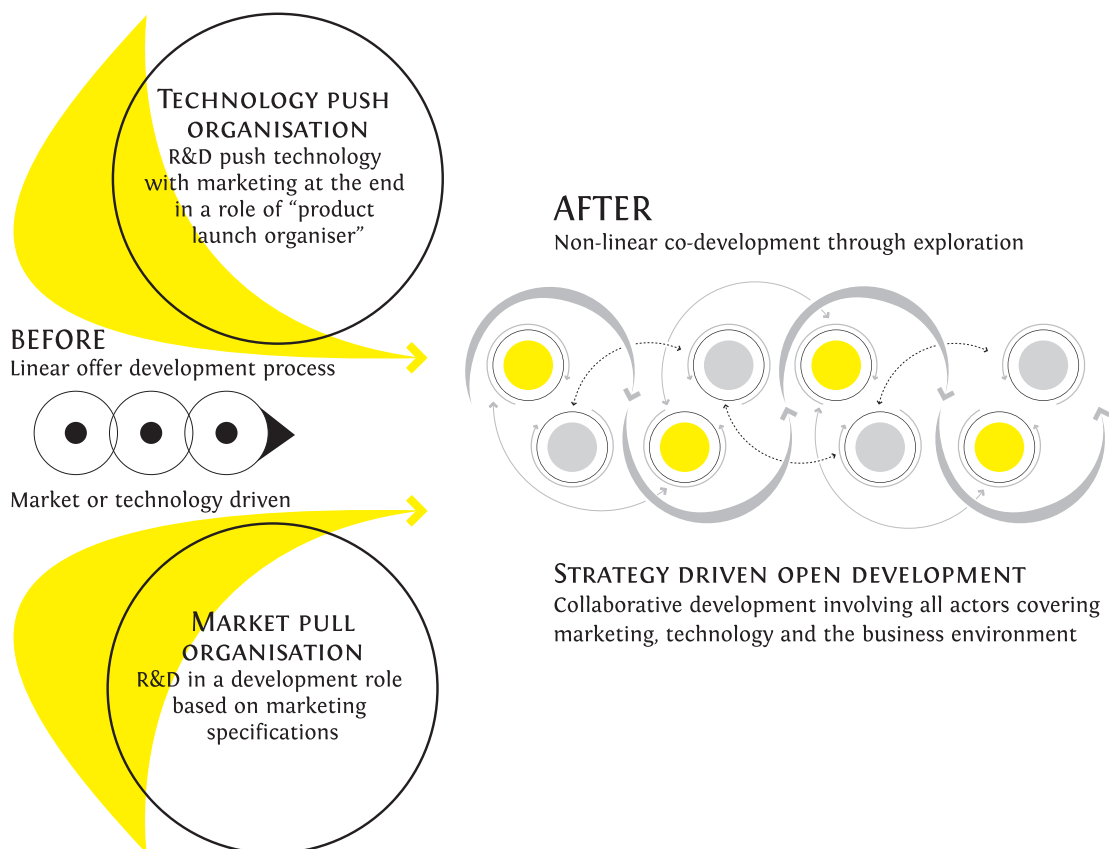 Technology push
organisation
R&D push technology
with marketing at the end
in a role of “product
launch organiser”
BEFORE
Linear offer development process
Market or technology driven
Market pull
organisation
R&D in a development role
based on marketing
specifications
AFTER
Non-linear co-development through exploration
Strategy driven open development
Collaborative development involving all actors covering
marketing, technology and the business environment